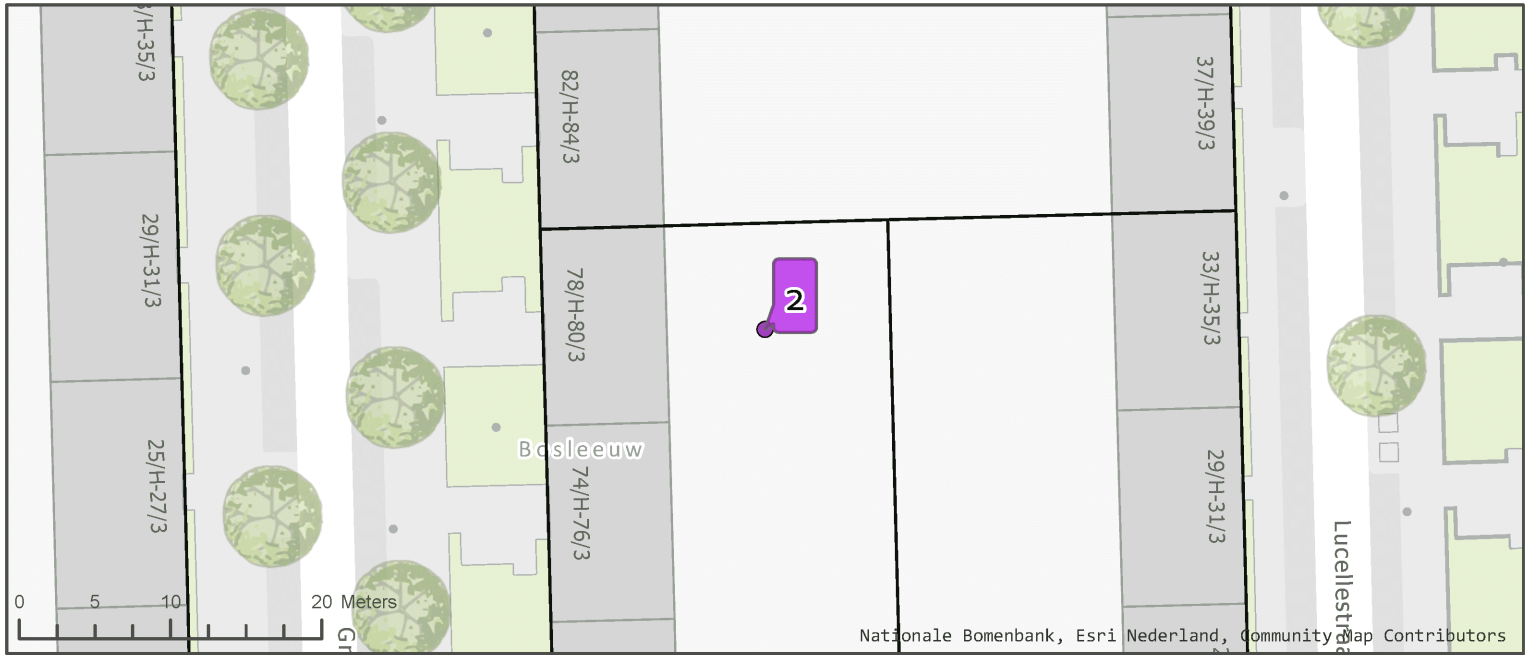 /H-35/3
82/H-84/3
37/H-39/3
29/H-31/3
78/H-80/3
2
33/H-35/3
Bosleeuw
25/H-27/3
74/H-76/3
29/H-31/3
0 5 10 20 Meters
Gr
Lucellestraa
Nationale Bomenbank, Esri Nederland, Community Map Contributors